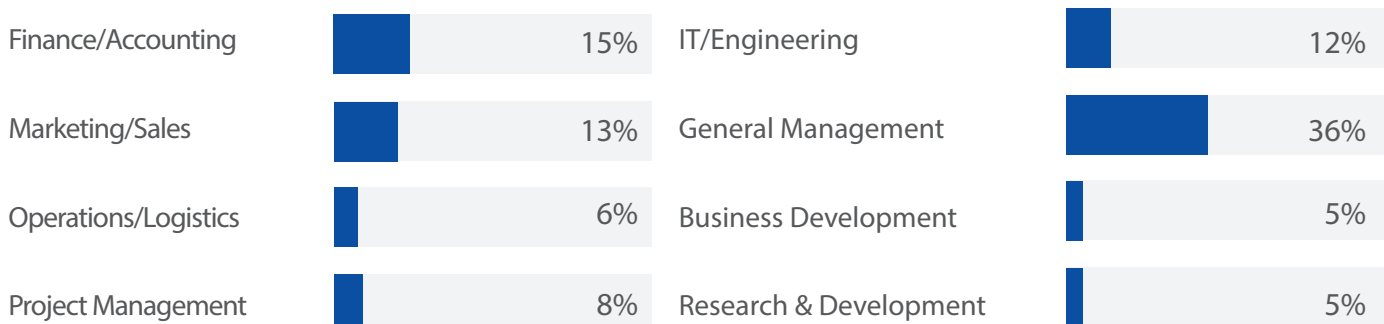 Finance/Accounting 15% IT/Engineering 12%
Marketing/Sales 13% General Management 36%
Operations/Logistics 6% Business Development 5%
Project Management 8% Research & Development 5%